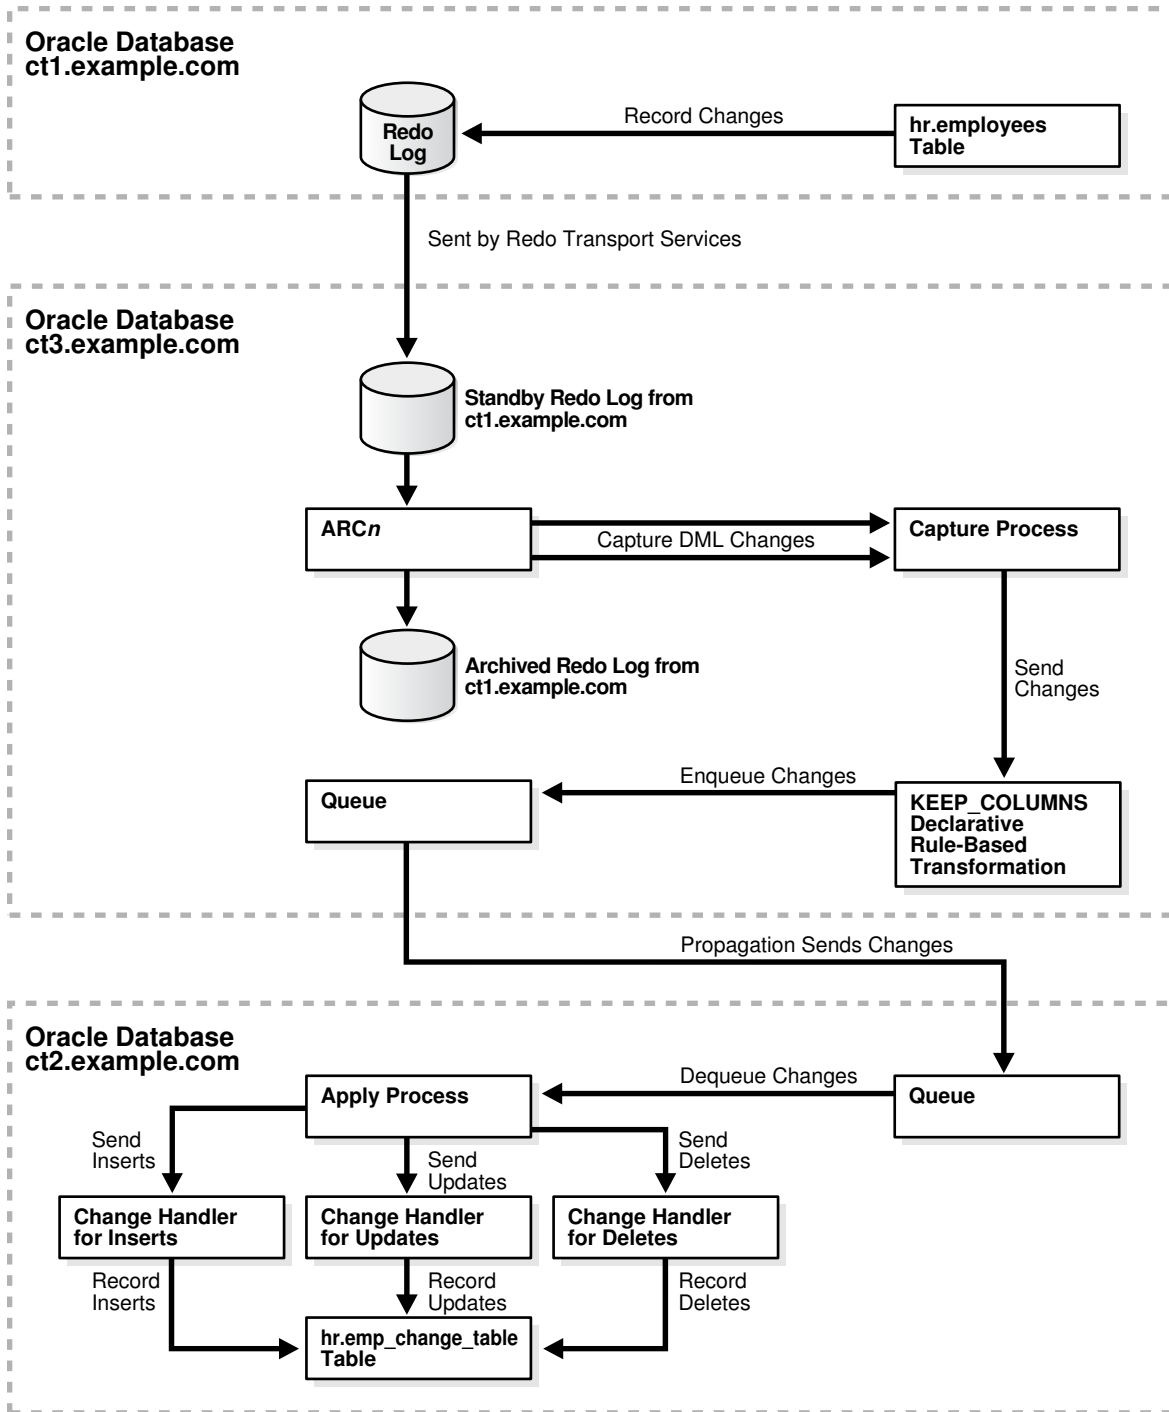 Oracle Database
ct1.example.com
Redo
Log
Record Changes
hr.employees
Table
Sent by Redo Transport Services
Oracle Database
ct3.example.com
Standby Redo Log from
ct1.example.com
ARCn
Capture DML Changes
Capture Process
Archived Redo Log from
ct1.example.com
Send
Changes
Enqueue Changes
Queue
KEEP_COLUMNS
Declarative
Rule-Based
Transformation
Propagation Sends Changes
Oracle Database
ct2.example.com
Apply Process
Dequeue Changes
Queue
Send
Inserts
Send
Updates
Send
Deletes
Change Handler
for Inserts
Change Handler
for Updates
Change Handler
for Deletes
Record
Inserts
Record
Updates
Record
Deletes
hr.emp_change_table
Table